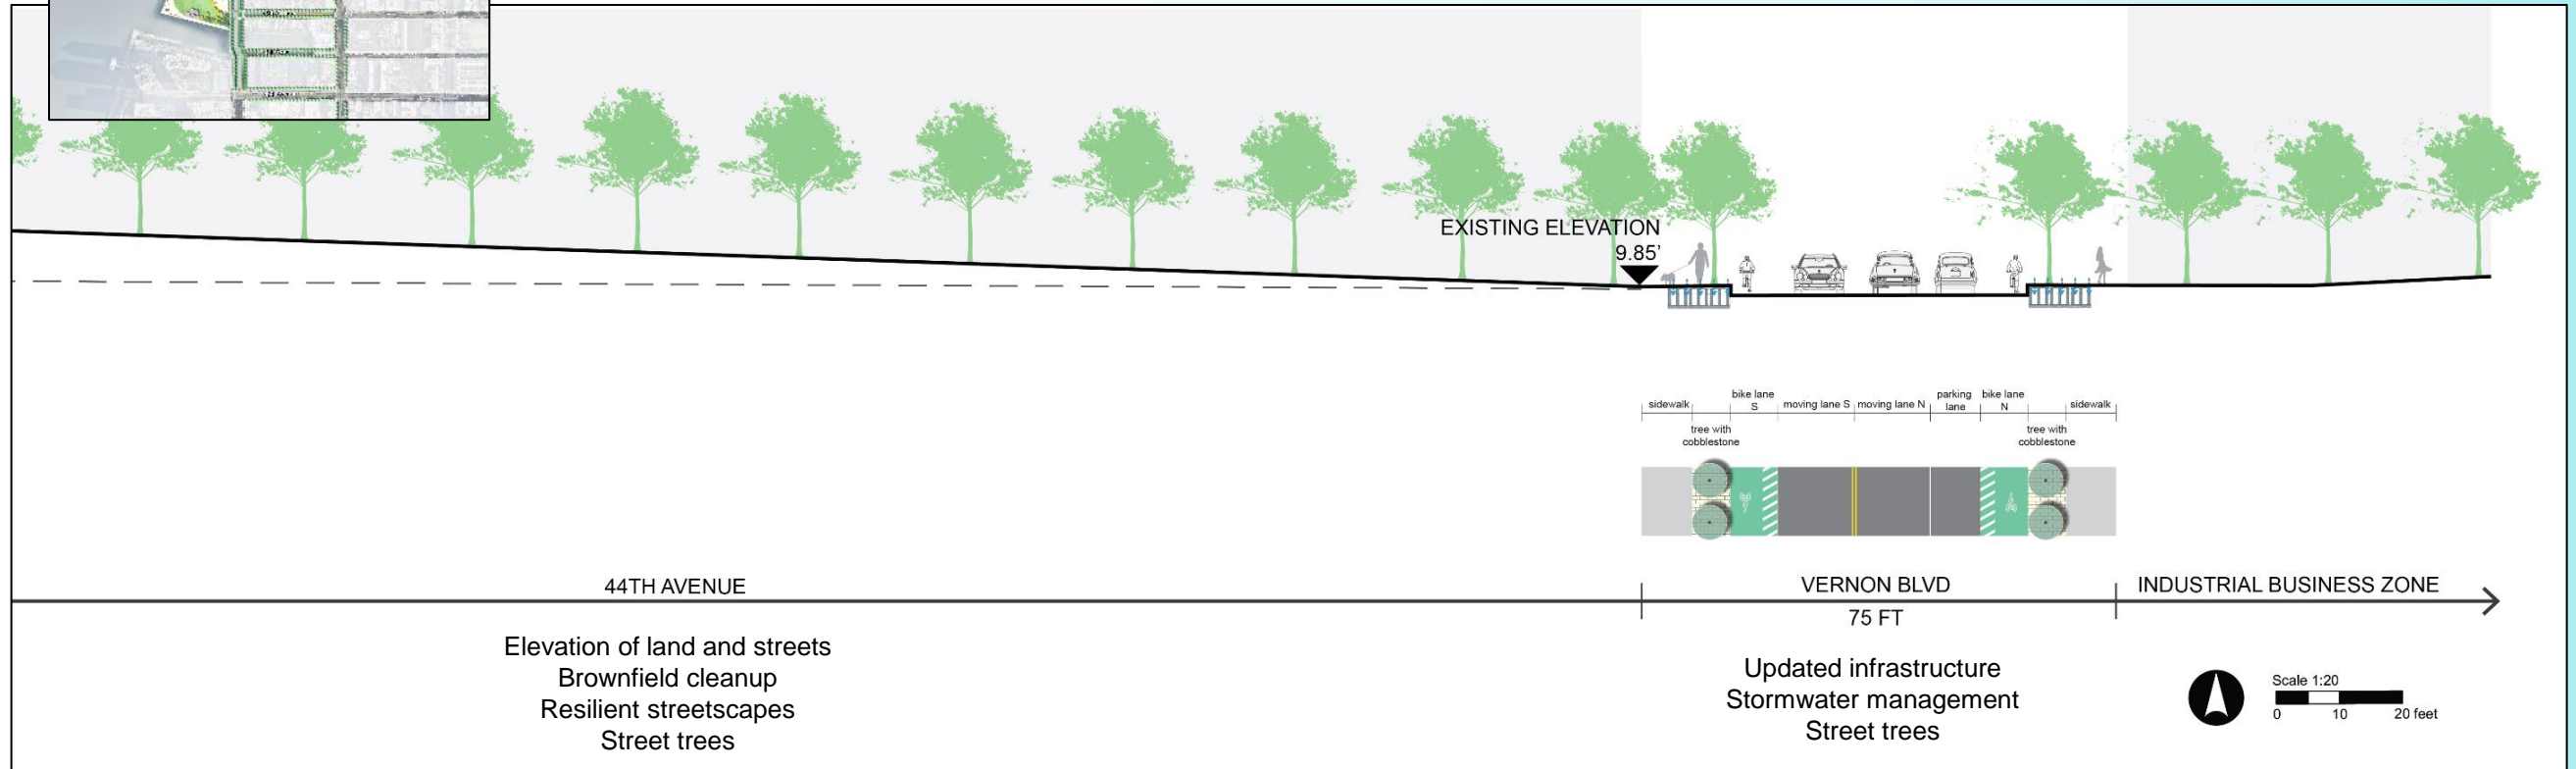 EXISTING ELEVATION
9.85'
bike lane
S
parking
lane
bike lane
N
sidewalk
moving lane S
moving lane N
sidewalk
tree with
cobblestone
tree with
cobblestone
44TH AVENUE
VERNON BLVD
INDUSTRIAL BUSINESS ZONE
75 FT
Elevation of land and streets
Brownfield cleanup
Resilient streetscapes
Street trees
Updated infrastructure
Stormwater management
Street trees
Scale 1:20
0 10 20 feet